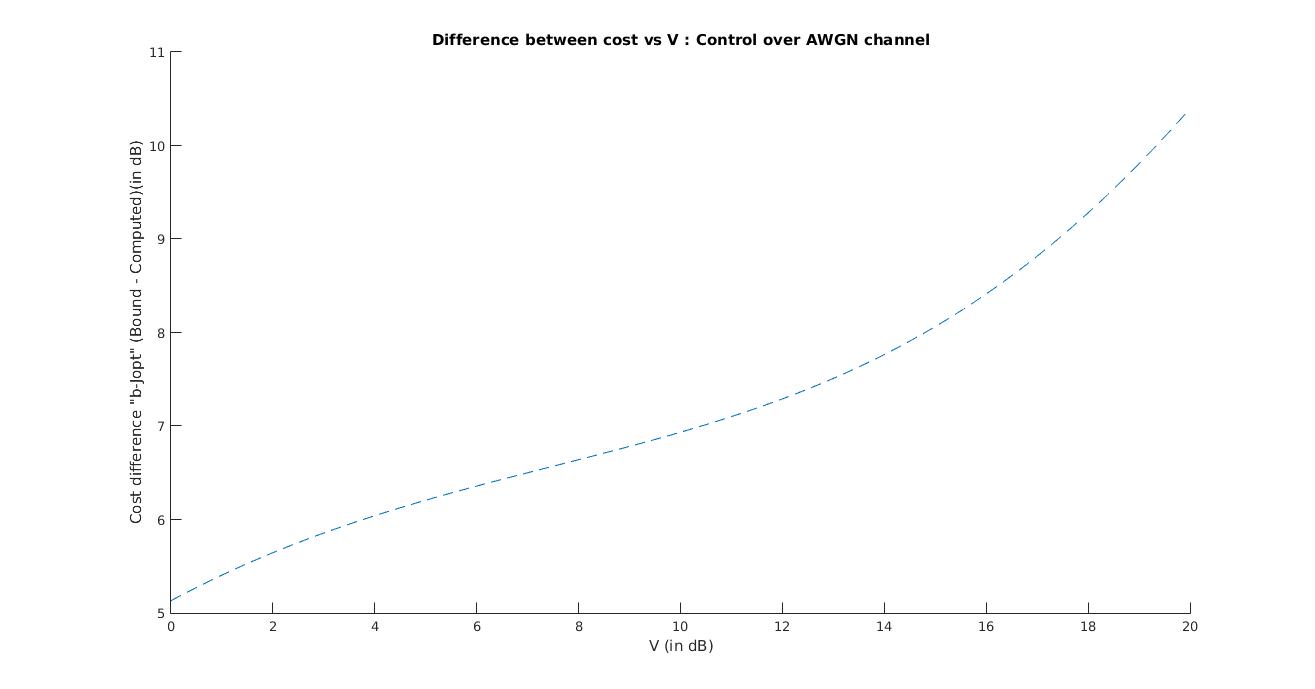 Difference between cost vs V : Control over AWGN channel
Cost difference "b-Jopt" (Bound - Computed)(in dB)
11
10
9
8
7
6
5
0 2 4 6 8 10 12 14 16 18 20
V (in dB)